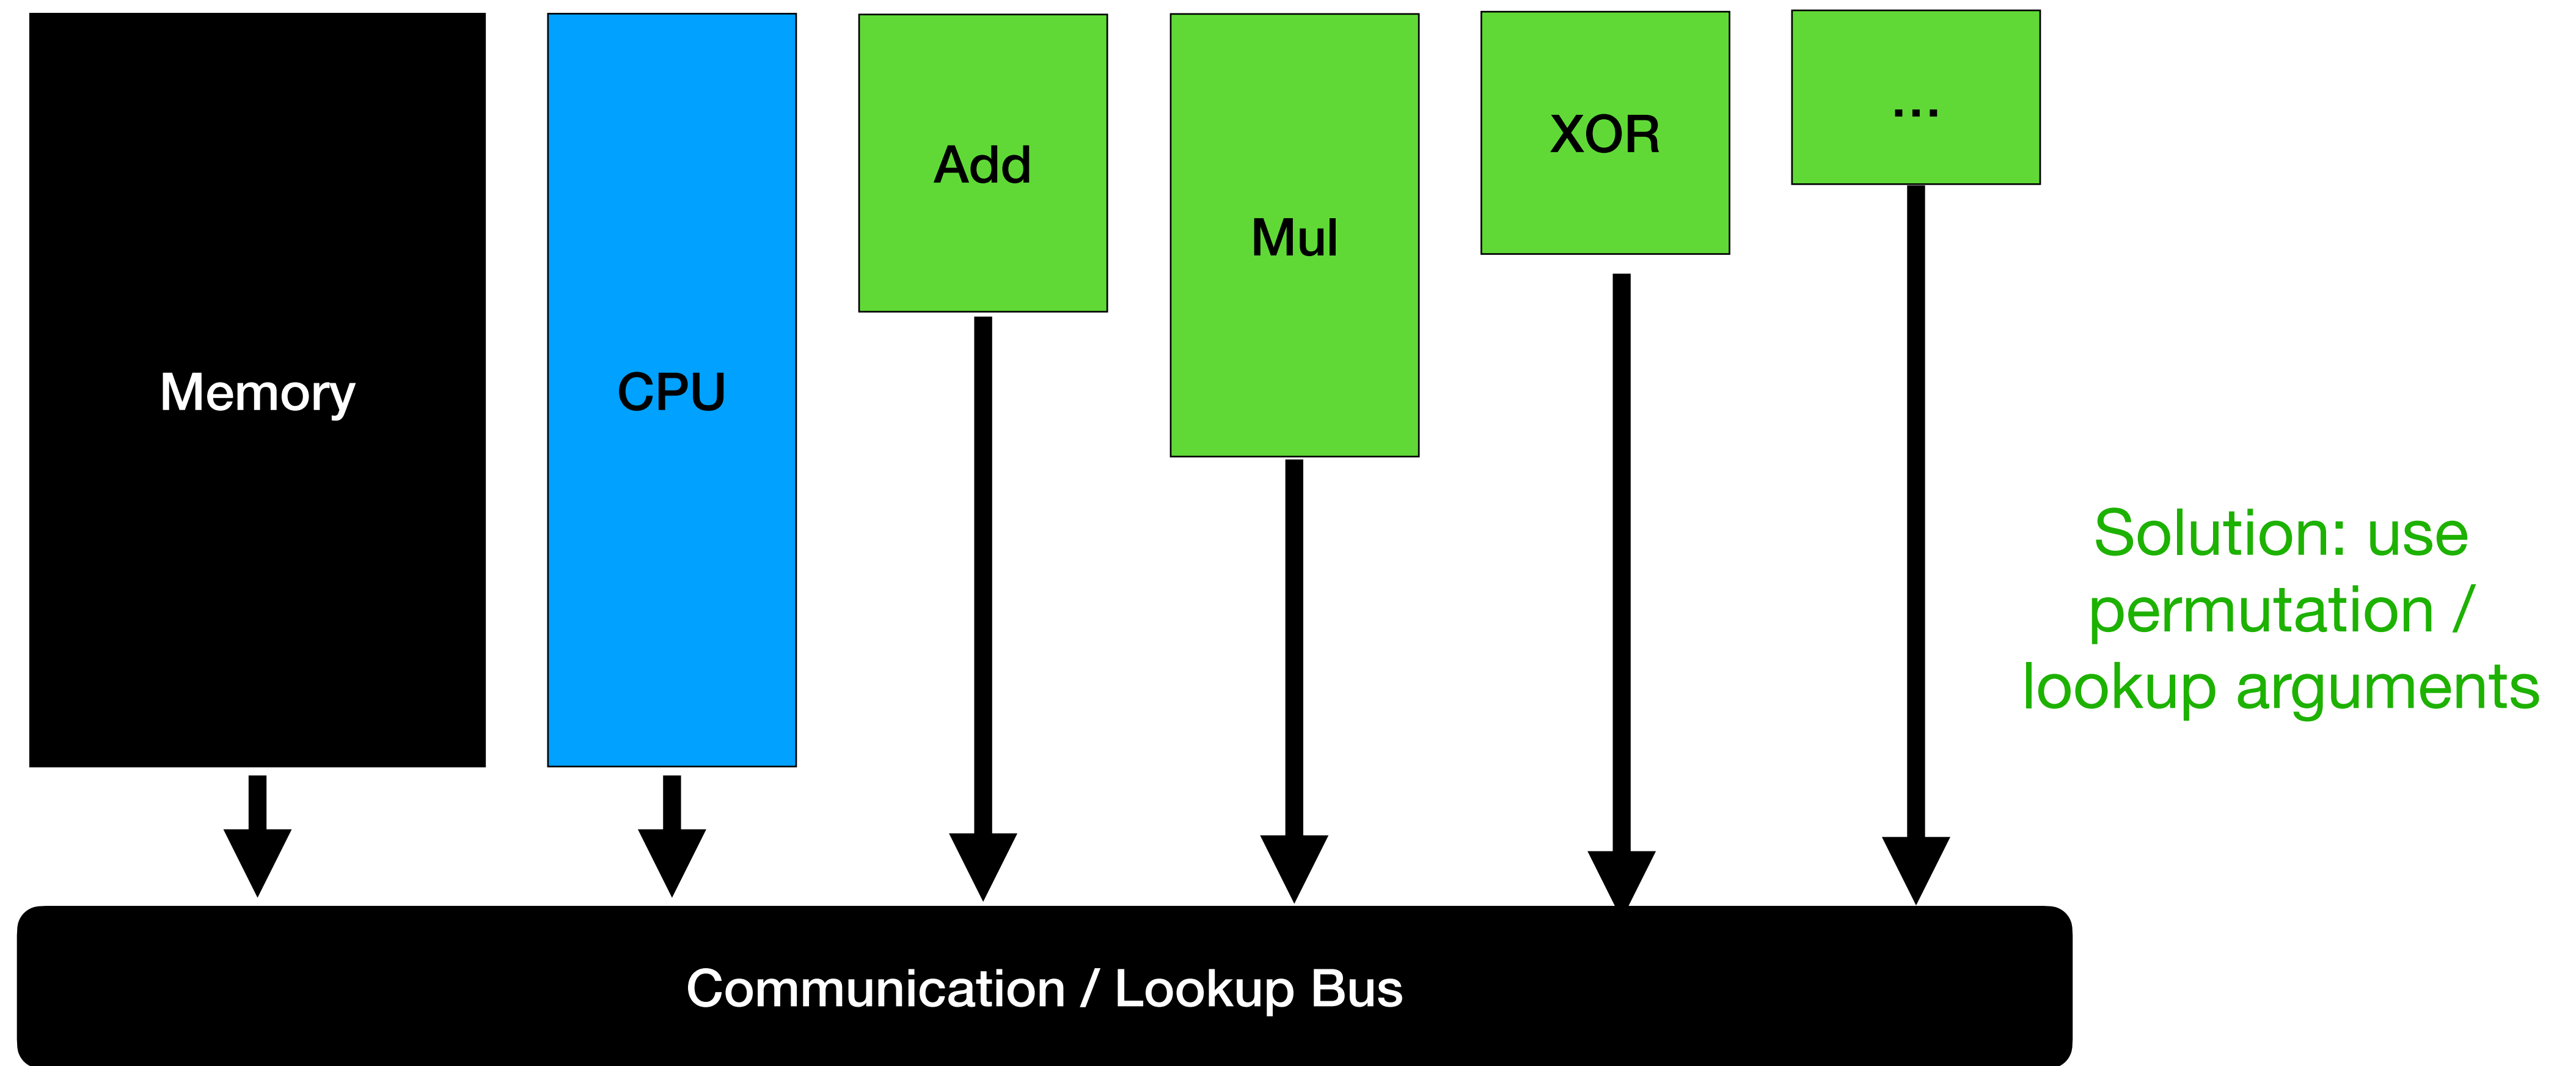 Memory
CPU
Add
Mul
XOR
...
Solution: use
permutation /
lookup arguments
Communication / Lookup Bus